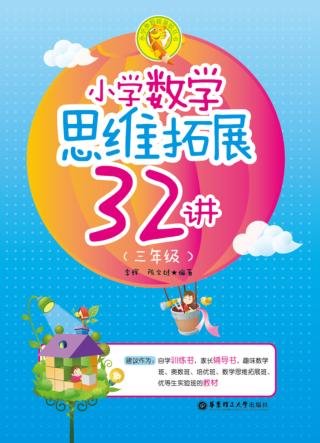 小学数学
思维拓展
32讲
（三年级）
李辉 陈金树★编著
建议作为：
自学训练书、家长辅导书、趣味数学
班、奥数班、培优班、数学思维拓展班、
优等生实验班的教材
华东理工大学出版社